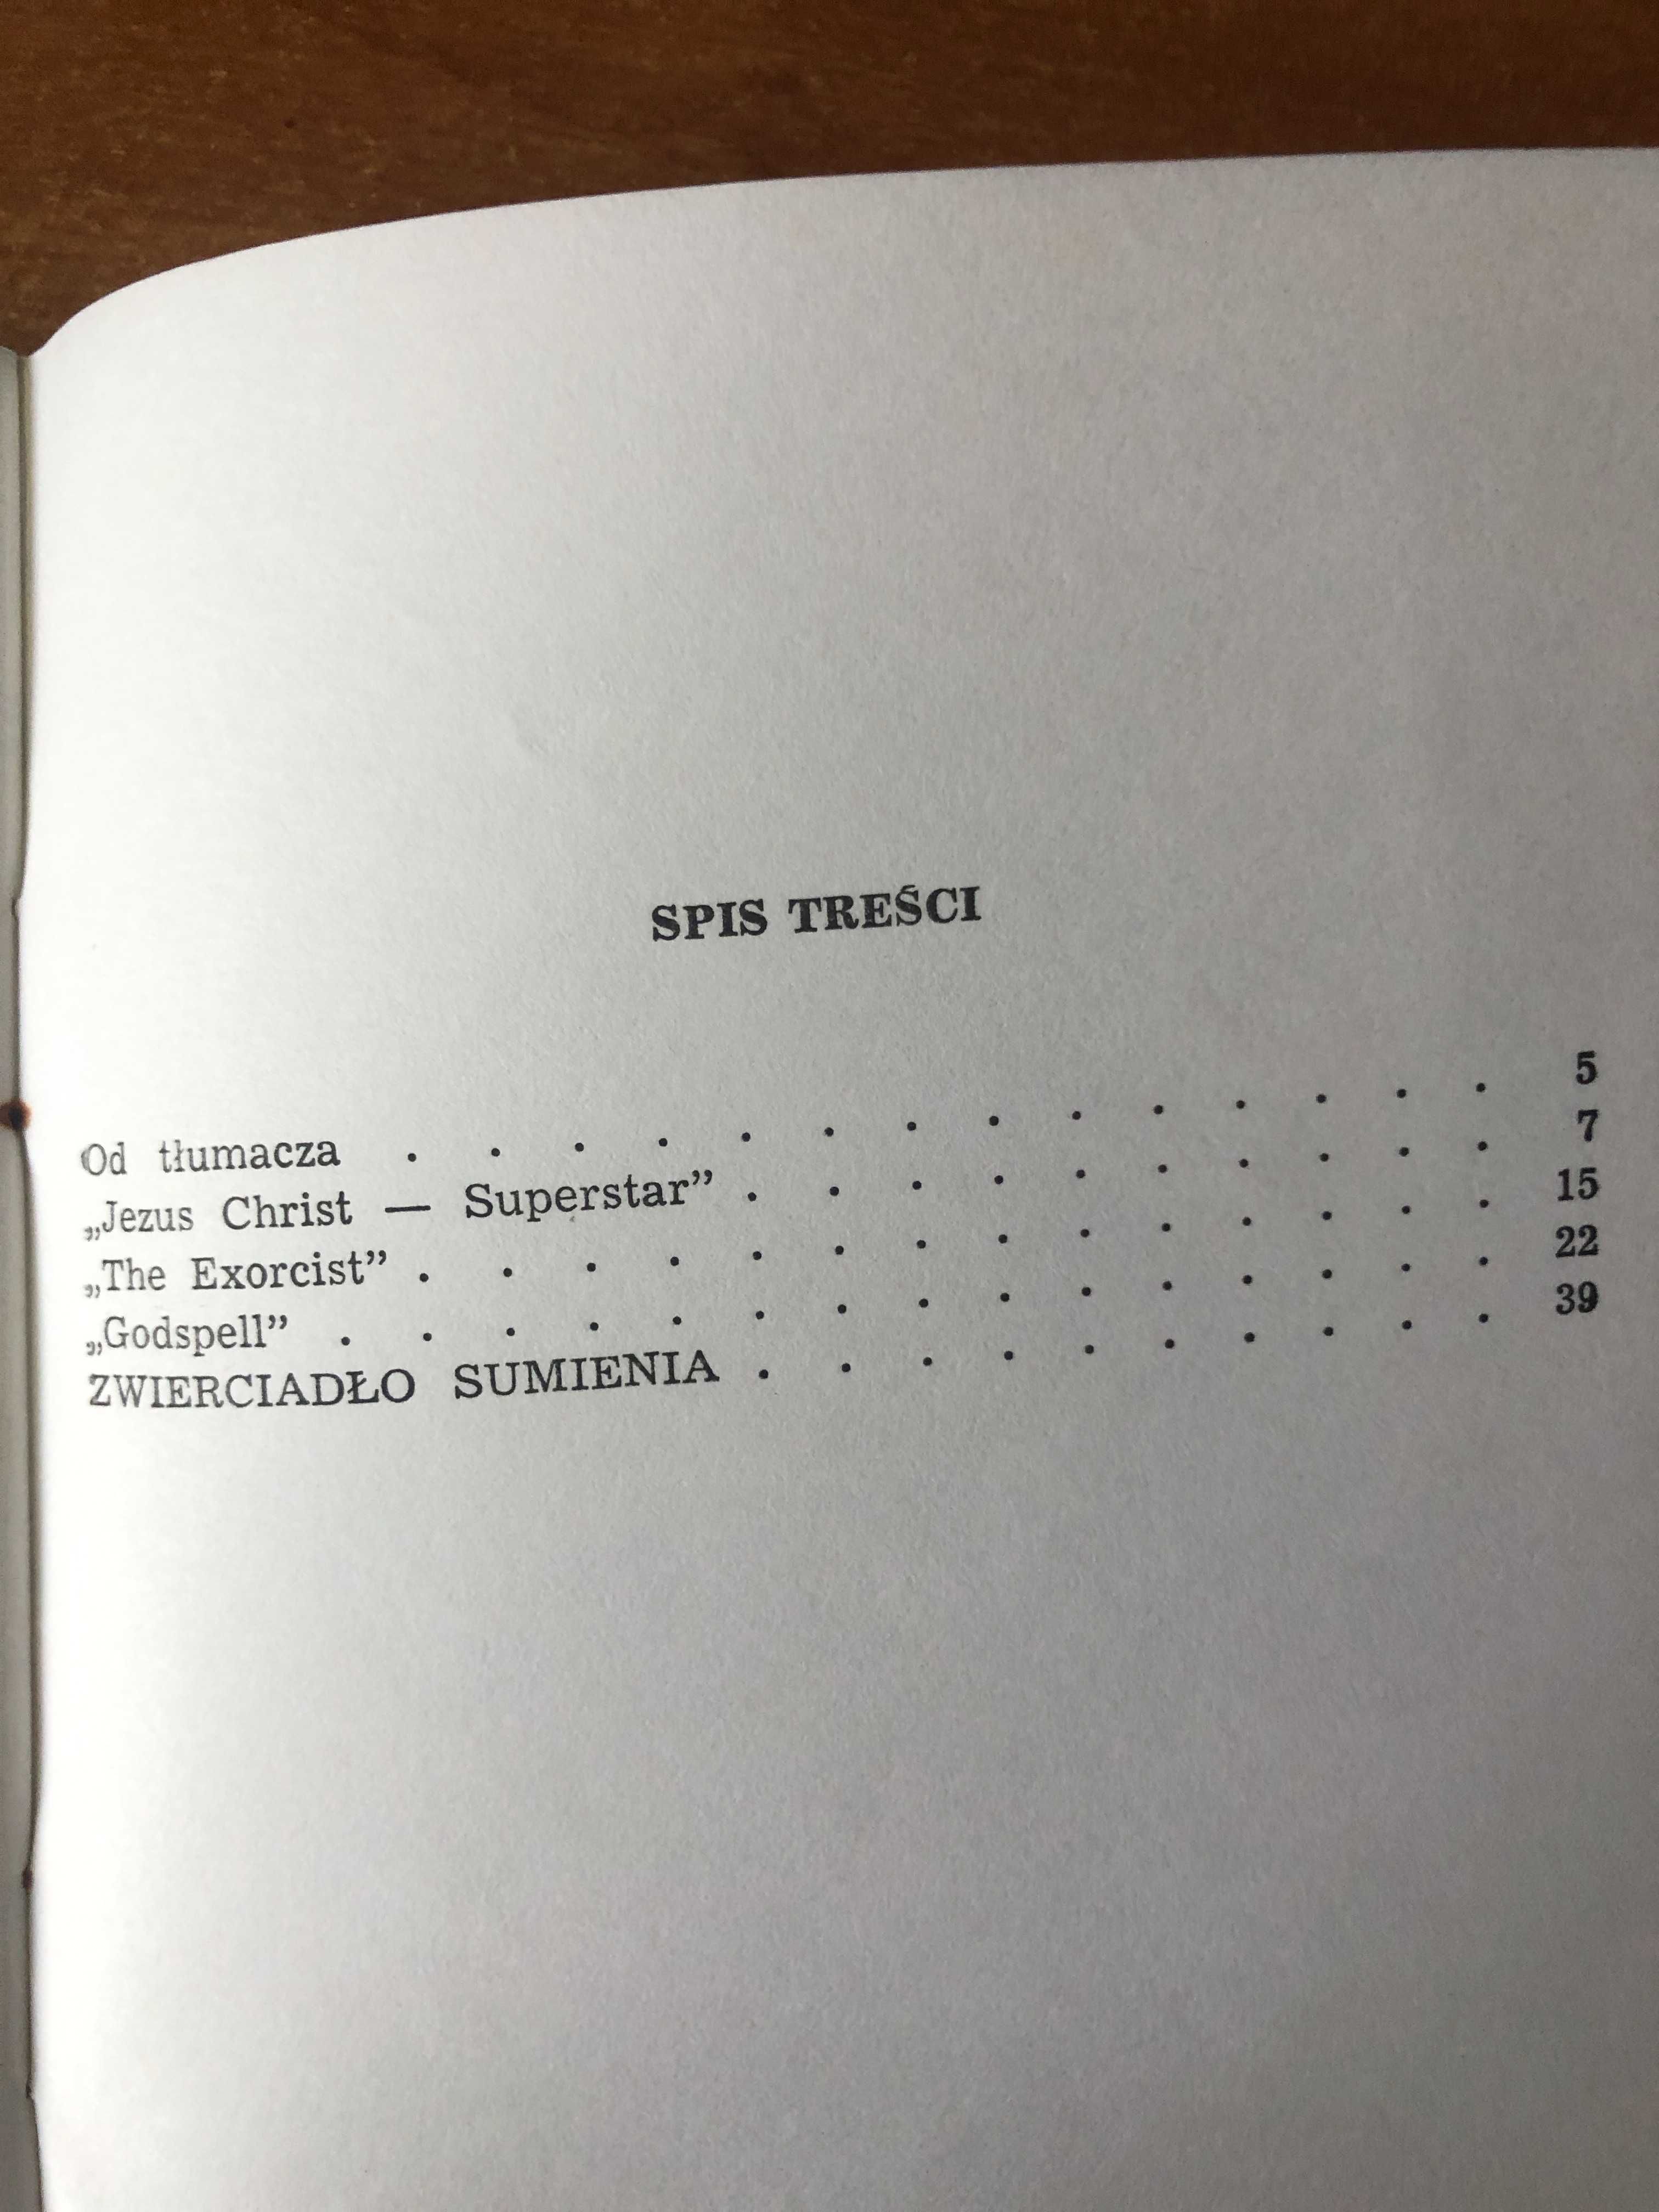 SPIS TREŚCI
Od tłumacza . . . . . . . . . . . . . . 5
„Jezus Christ — Superstar” . . . . . . . . . . 7
„The Exorcist” . . . . . . . . . . . . . . 15
„Godspell” . . . . . . . . . . . . . . . 22
ZWIERCIADŁO SUMIENIA . . . . . . . . . . 39